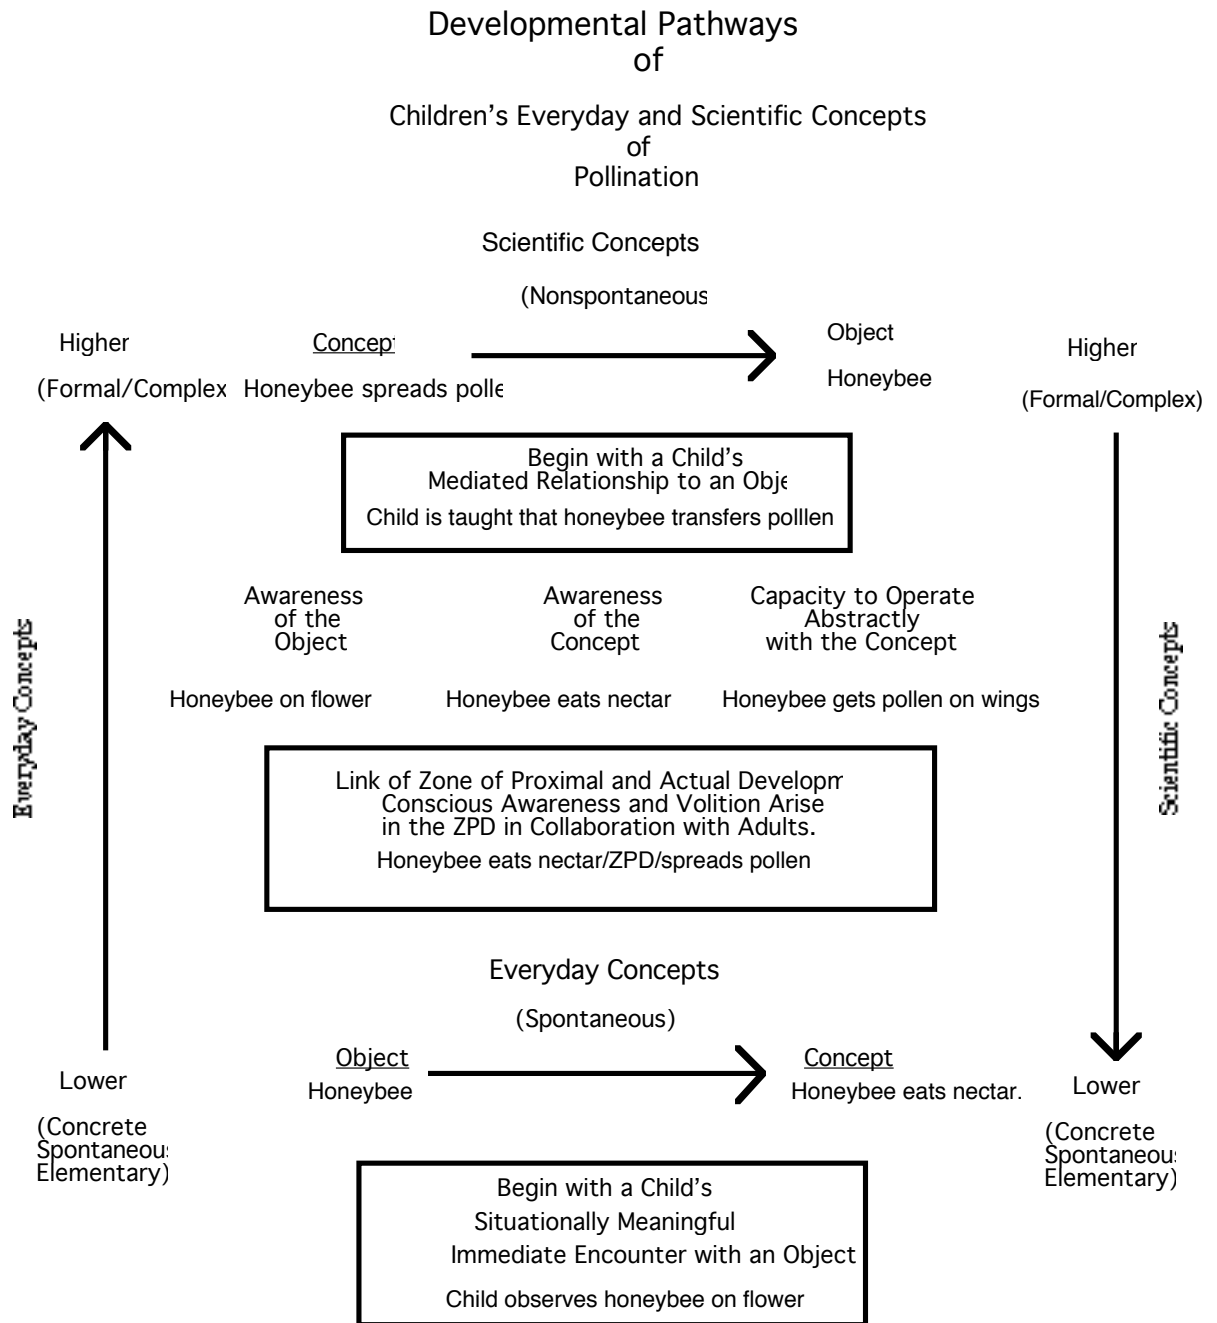 Developmental Pathways
of
Children's Everyday and Scientific Concepts
of
Pollination
Scientific Concepts
(Nonspontaneous
Higher
(Formal/Complex
Concept
Honeybee spreads polle
Object
Honeybee
Higher
(Formal/Complex)
Begin with a Child's
Mediated Relationship to an Obje
Child is taught that honeybee transfers polllen
Awareness
of the
Object
Awareness
of the
Concept
Capacity to Operate
Abstractly
with the Concept
Honeybee on flower
Honeybee eats nectar
Honeybee gets pollen on wings
Everyday Concepts
Scientific Concepts
Link of Zone of Proximal and Actual Developm
Conscious Awareness and Volition Arise
in the ZPD in Collaboration with Adults.
Honeybee eats nectar/ZPD/spreads pollen
Everyday Concepts
(Spontaneous)
Object
Honeybee
Concept
Honeybee eats nectar.
Lower
(Concrete
Spontaneous
Elementary)
Lower
(Concrete
Spontaneous
Elementary)
Begin with a Child's
Situationally Meaningful
Immediate Encounter with an Object
Child observes honeybee on flower